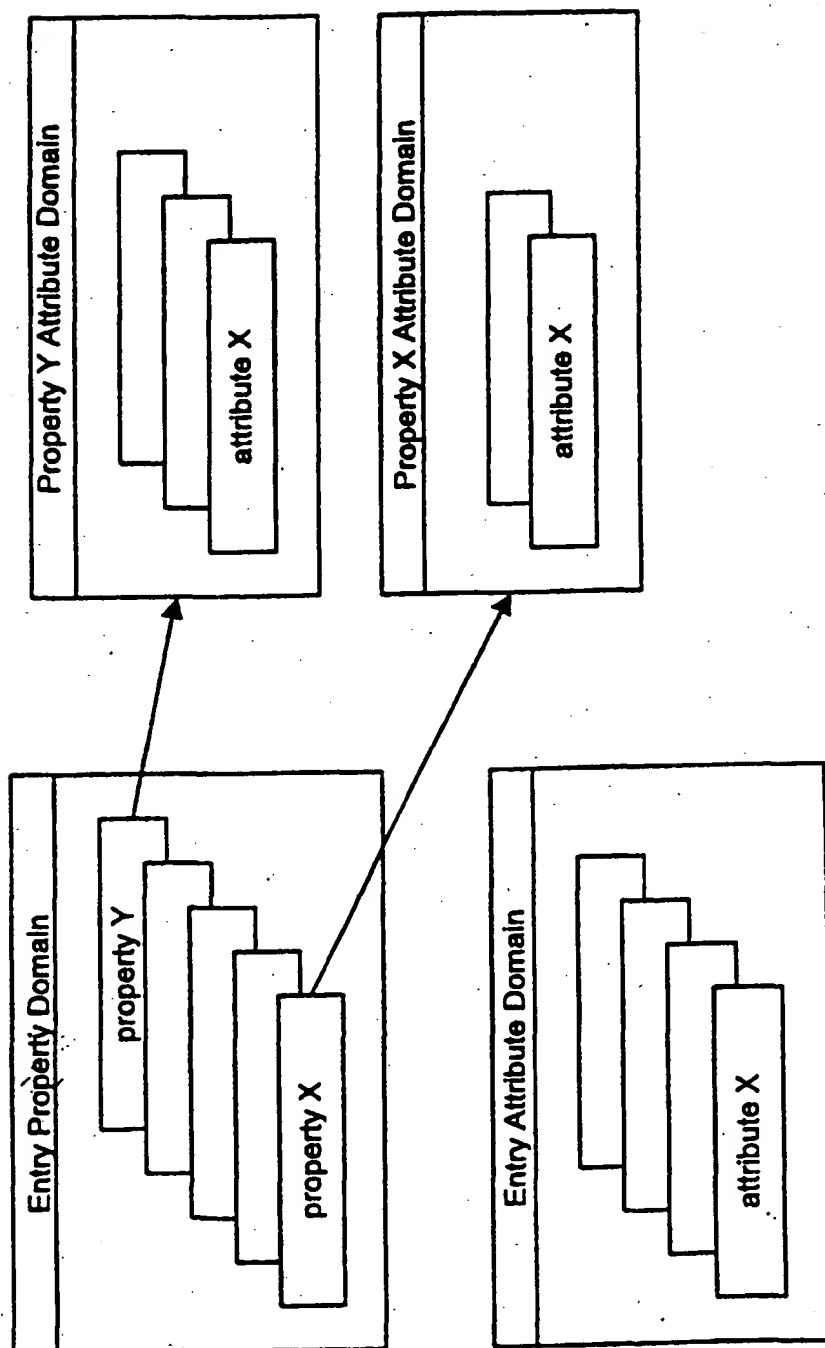 Entry Property Domain
property Y
property X
Property Y Attribute Domain
attribute X
Entry Attribute Domain
attribute X
Property X Attribute Domain
attribute X